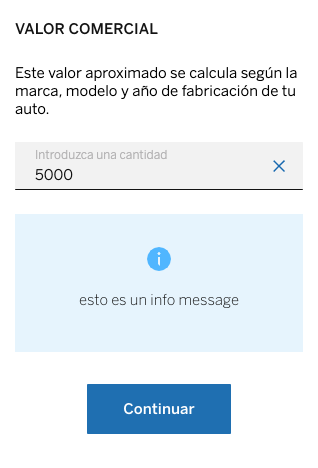 VALOR COMERCIAL
Este valor aproximado se calcula según la
marca, modelo y año de fabricación de tu
auto.
Introduzca una cantidad
5000
esto es un info message
Continuar